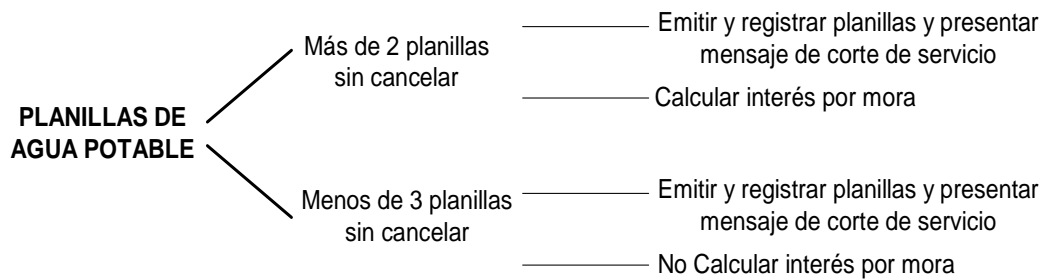 PLANILLAS DE
AGUA POTABLE
Más de 2 planillas
sin cancelar
Emitir y registrar planillas y presentar
mensaje de corte de servicio
Calcular interés por mora
Menos de 3 planillas
sin cancelar
Emitir y registrar planillas y presentar
mensaje de corte de servicio
No Calcular interés por mora